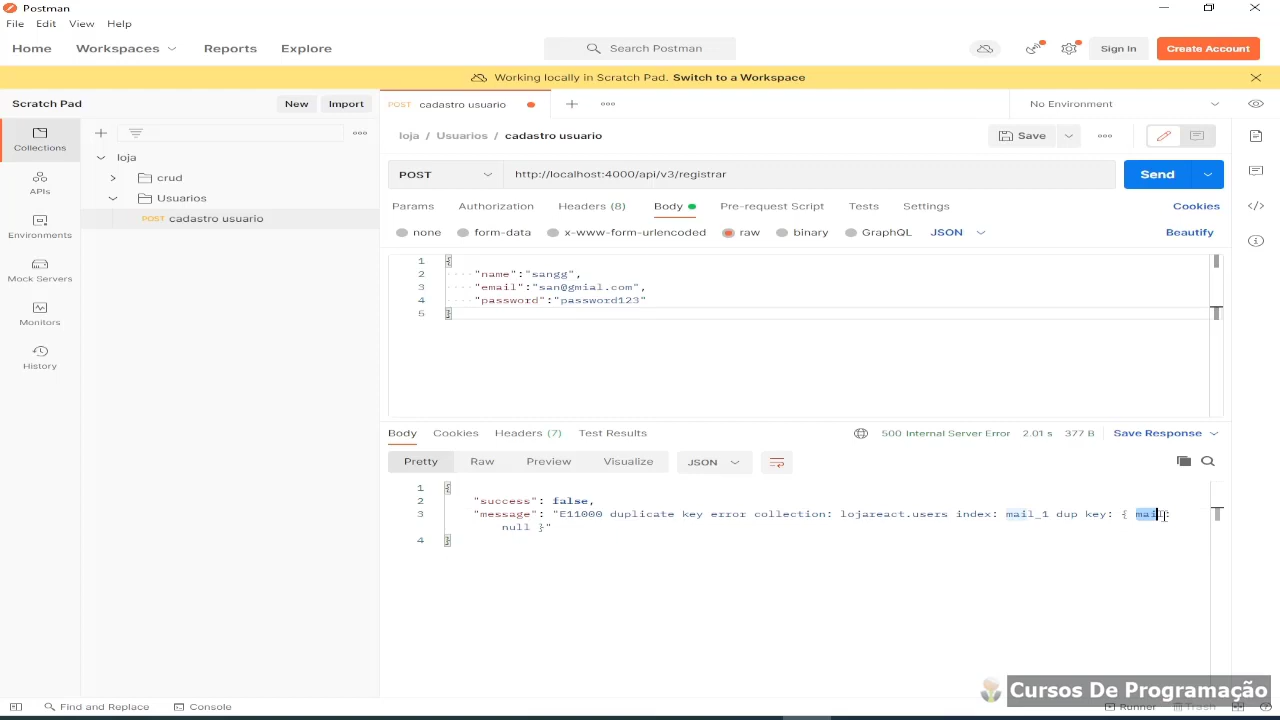 Postman
File Edit View Help
Home Workspaces Reports Explore Search Postman Sign In Create Account
Working locally in Scratch Pad. Switch to a Workspace
Scratch Pad New Import POST cadastro usuario No Environment
loja / Usuarios / cadastro usuario Save
Collections
APIs
Environments
Mock Servers
Monitors
History
loja
crud
Usuarios
POST cadastro usuario
POST http://localhost:4000/api/v3/registrar Send
Params Authorization Headers (8) Body Pre-request Script Tests Settings Cookies
none form-data x-www-form-urlencoded raw binary GraphQL JSON Beautify
1 {
2 "name":"sangg",
3 "email":"san@gmial.com",
4 "password":"password123"
5 }
Body Cookies Headers (7) Test Results 500 Internal Server Error 2.01 s 377 B Save Response
Pretty Raw Preview Visualize JSON
1 {
2 "success": false,
3 "message": "E11000 duplicate key error collection: lojareact.users index: mail_1 dup key: { mail:
null }"
4 }
Cursos De Programação
Find and Replace Console Runner Trash